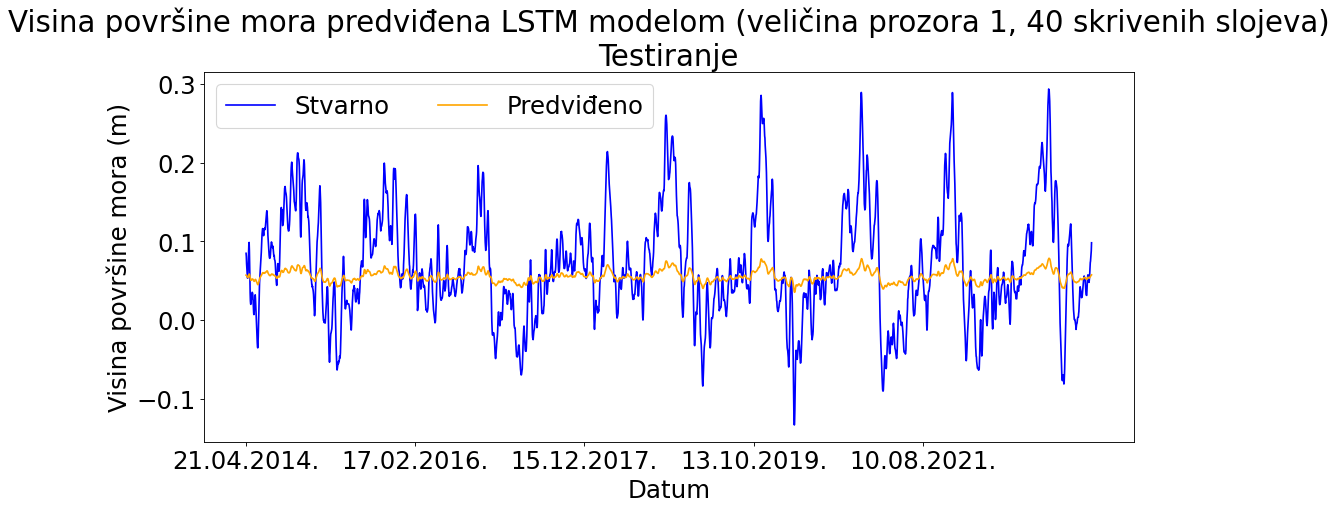 Visina površine mora predviđena LSTM modelom (veličina prozora 1, 40 skrivenih slojeva)
Testiranje
Stvarno Predviđeno
Visina površine mora (m)
0.3
0.2
0.1
0.0
−0.1
21.04.2014. 17.02.2016. 15.12.2017. 13.10.2019. 10.08.2021.
Datum